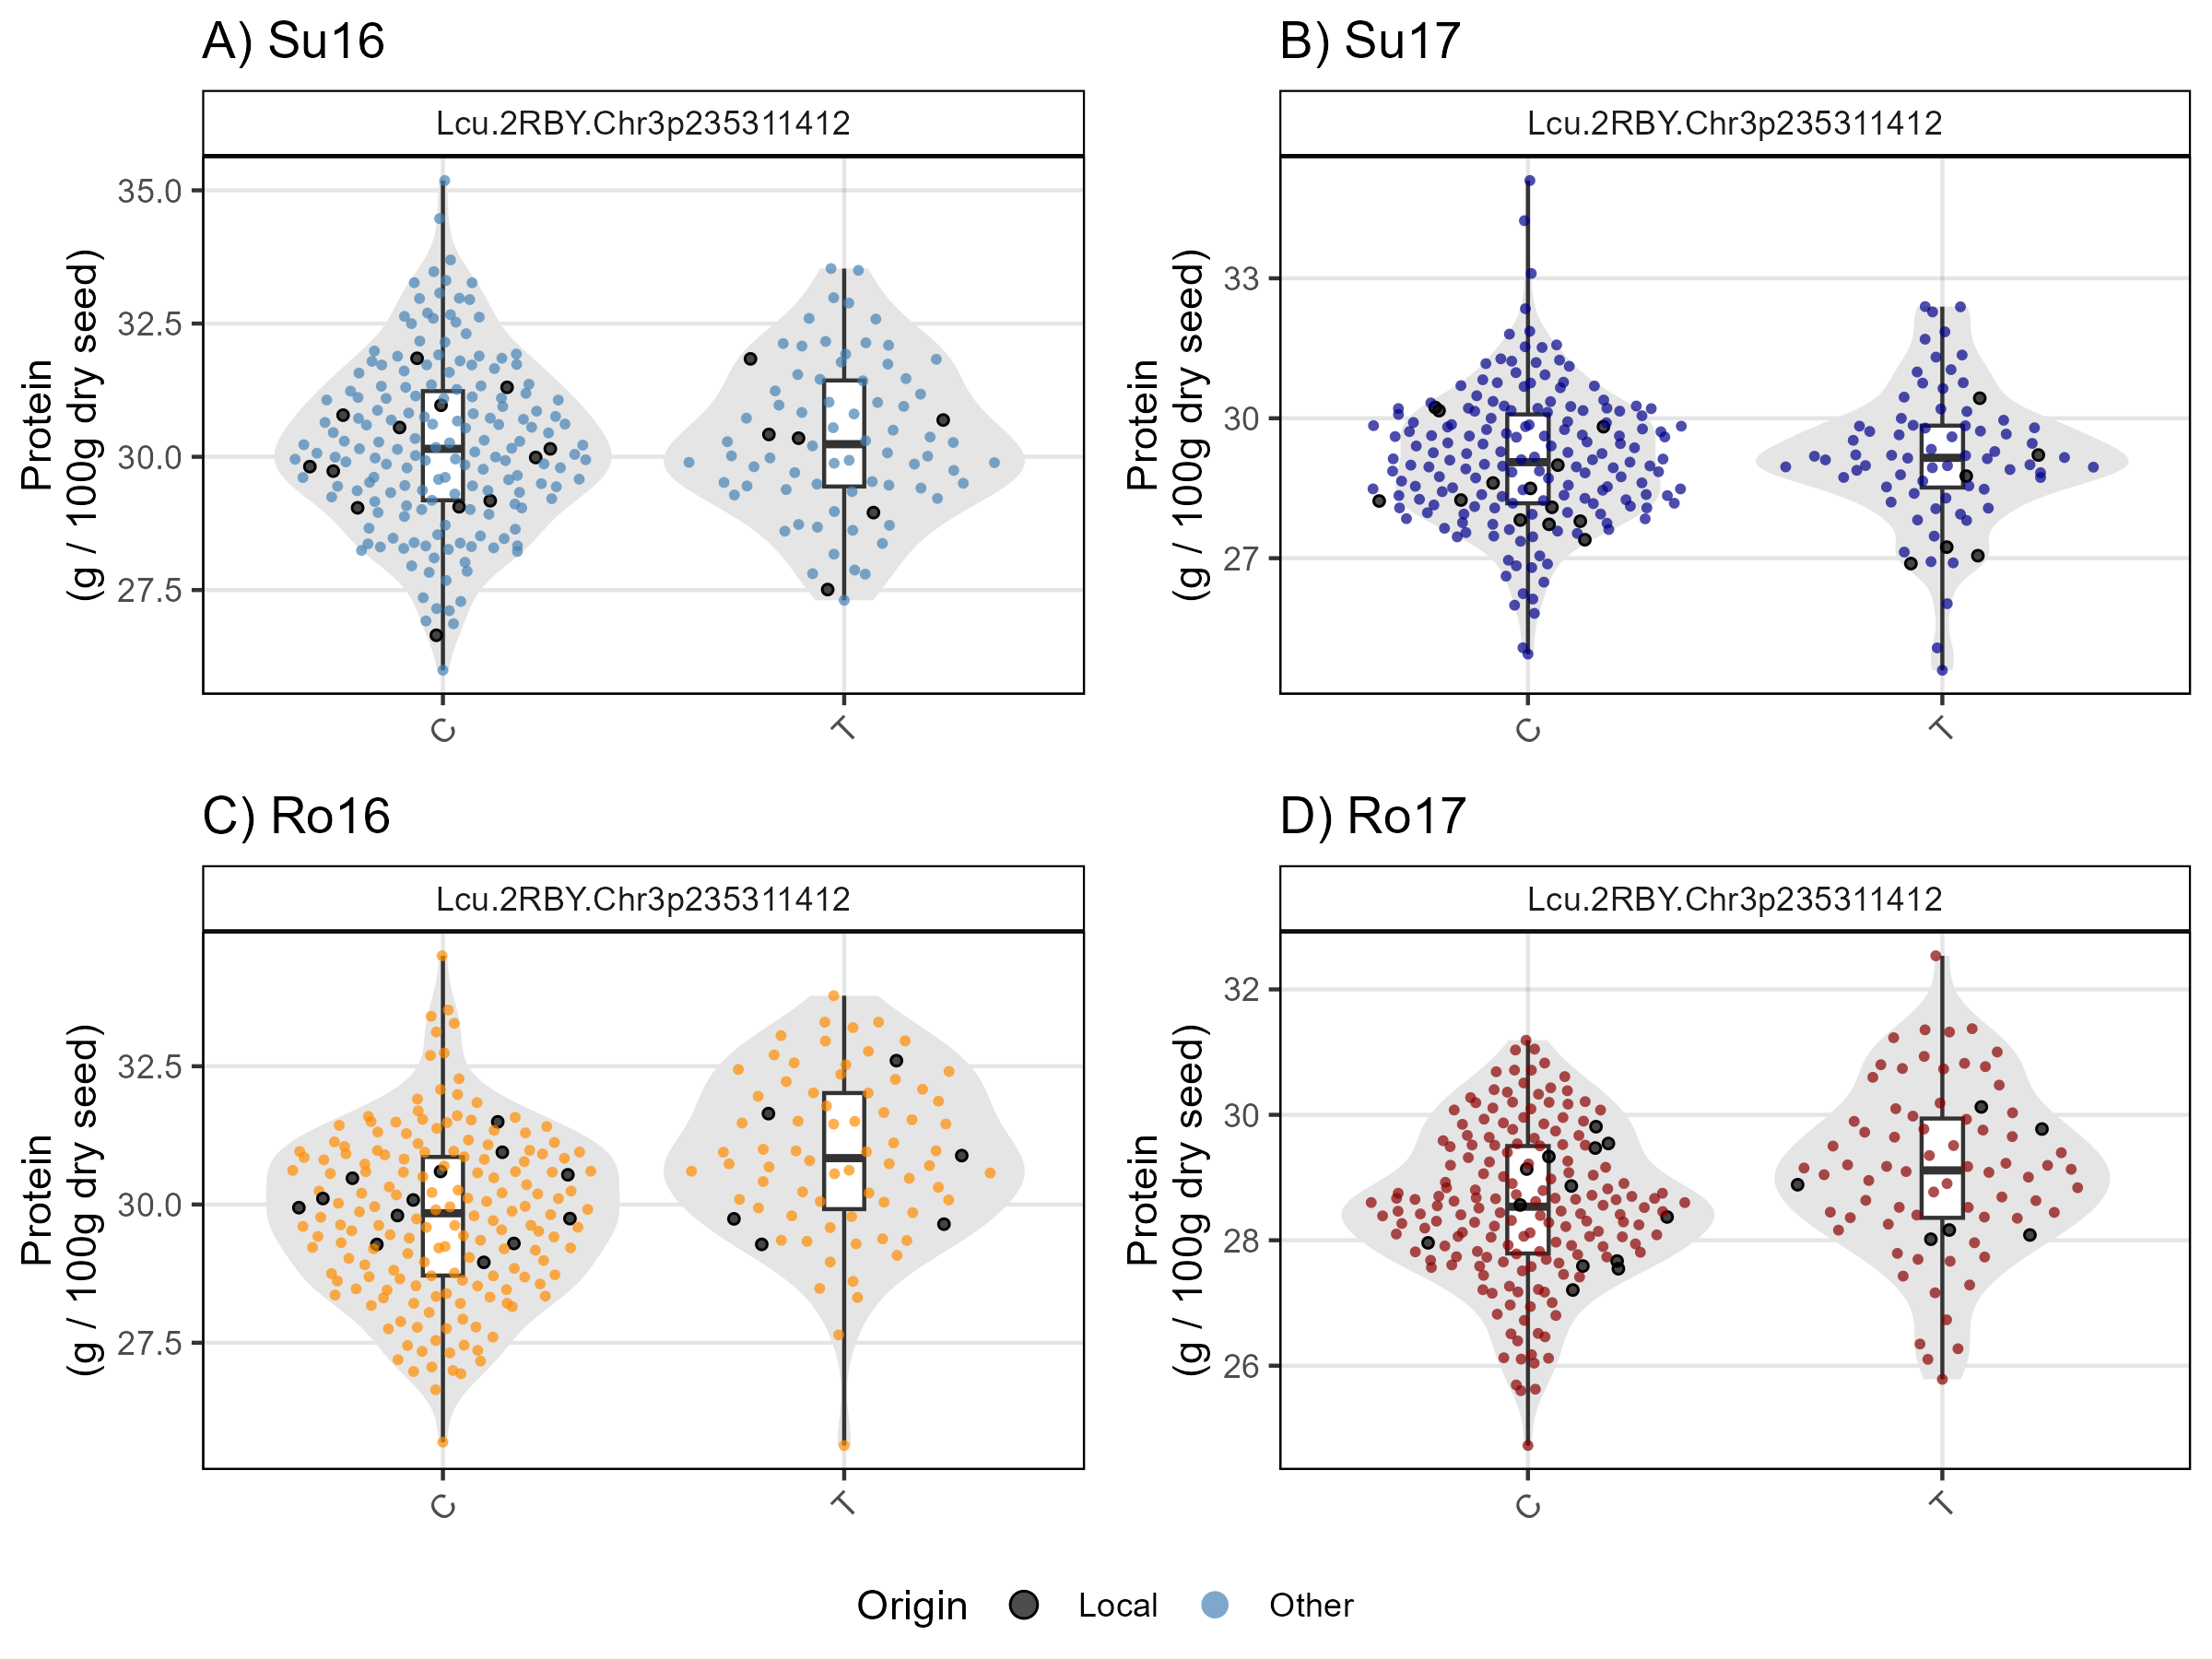 A) Su16
Lcu.2RBY.Chr3p235311412
Protein
(g / 100g dry seed)
35.0
32.5
30.0
27.5
C
T
B) Su17
Lcu.2RBY.Chr3p235311412
Protein
(g / 100g dry seed)
33
30
27
C
T
C) Ro16
Lcu.2RBY.Chr3p235311412
Protein
(g / 100g dry seed)
32.5
30.0
27.5
C
T
D) Ro17
Lcu.2RBY.Chr3p235311412
Protein
(g / 100g dry seed)
32
30
28
26
C
T
Origin Local Other